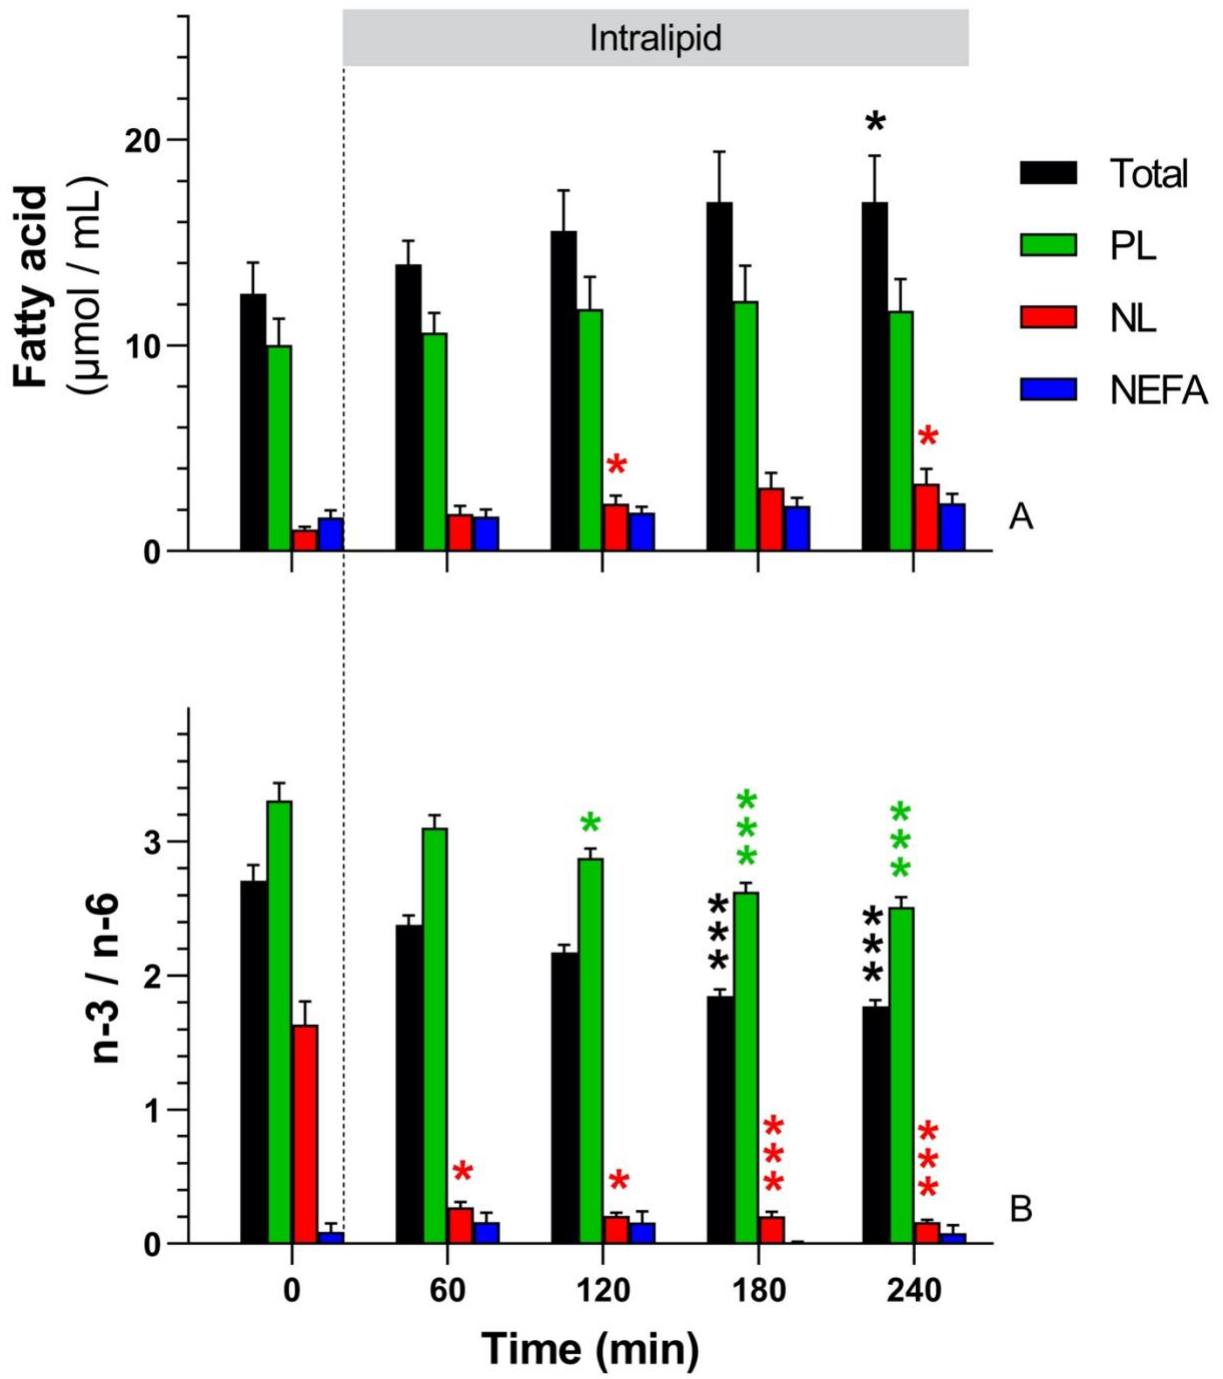 Intralipid
Fatty acid
(µmol / mL)
20
10
0
*
*
*
Total
PL
NL
NEFA
A
n-3 / n-6
3
2
1
0
*
***
***
***
***
*
*
***
***
B
0 60 120 180 240
Time (min)